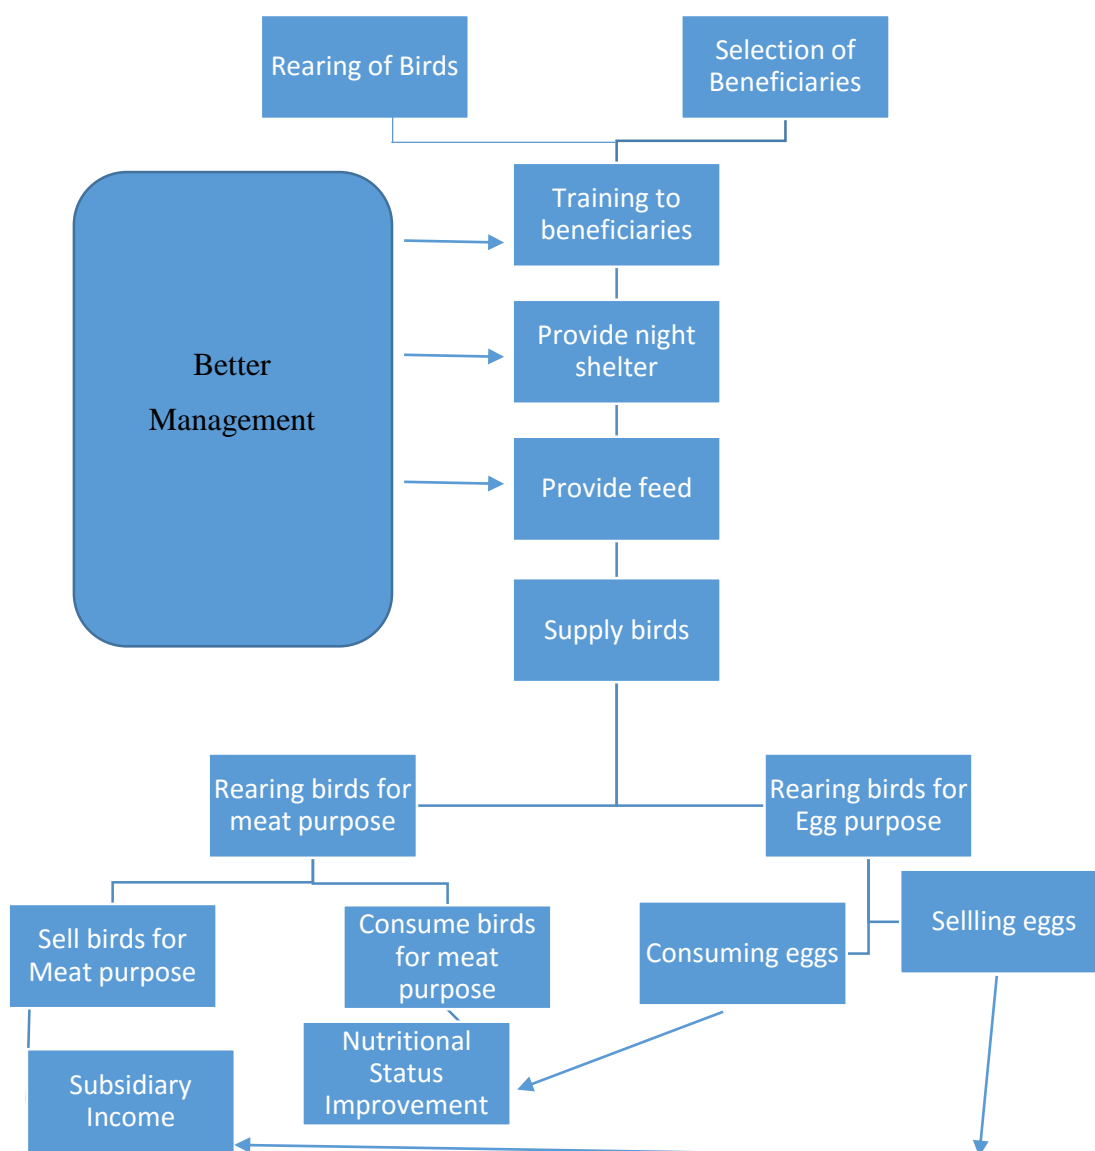 Rearing of Birds
Selection of
Beneficiaries
Training to
beneficiaries
Better
Management
Provide night
shelter
Provide feed
Supply birds
Rearing birds for
meat purpose
Rearing birds for
Egg purpose
Sell birds for
Meat purpose
Consume birds
for meat
purpose
Consuming eggs
Sellling eggs
Subsidiary
Income
Nutritional
Status
Improvement